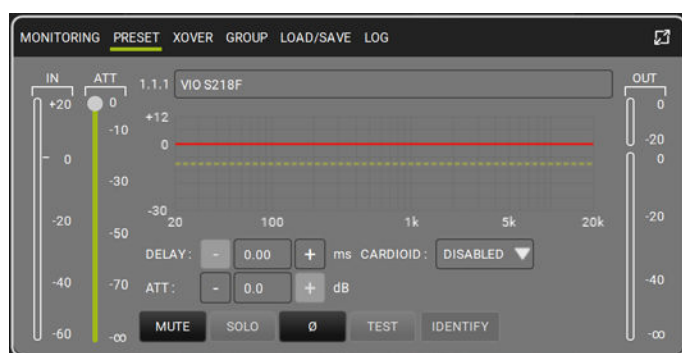 MONITORING PRESET XOVER GROUP LOAD/SAVE LOG
IN ATT 1.1.1 VIO S218F OUT
+20 0 +12 0
-10 0 -20
0 0
-30
-20 -30 -20
20 100 1k 5k 20k
-50
DELAY: - 0.00 + ms CARDIOID: DISABLED
-40 -70 ATT: - 0.0 + dB -40
MUTE SOLO Ø TEST IDENTIFY
-60 -∞ -∞